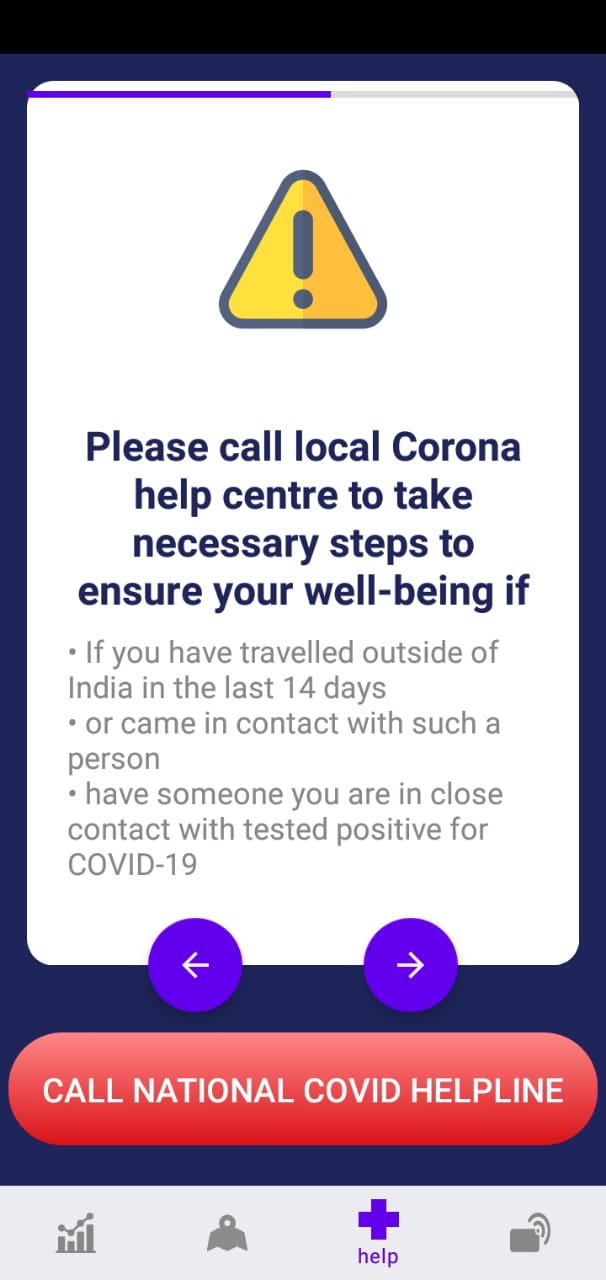 Please call local Corona
help centre to take
necessary steps to
ensure your well-being if
• If you have travelled outside of
India in the last 14 days
• or came in contact with such a
person
• have someone you are in close
contact with tested positive for
COVID-19
CALL NATIONAL COVID HELPLINE
help